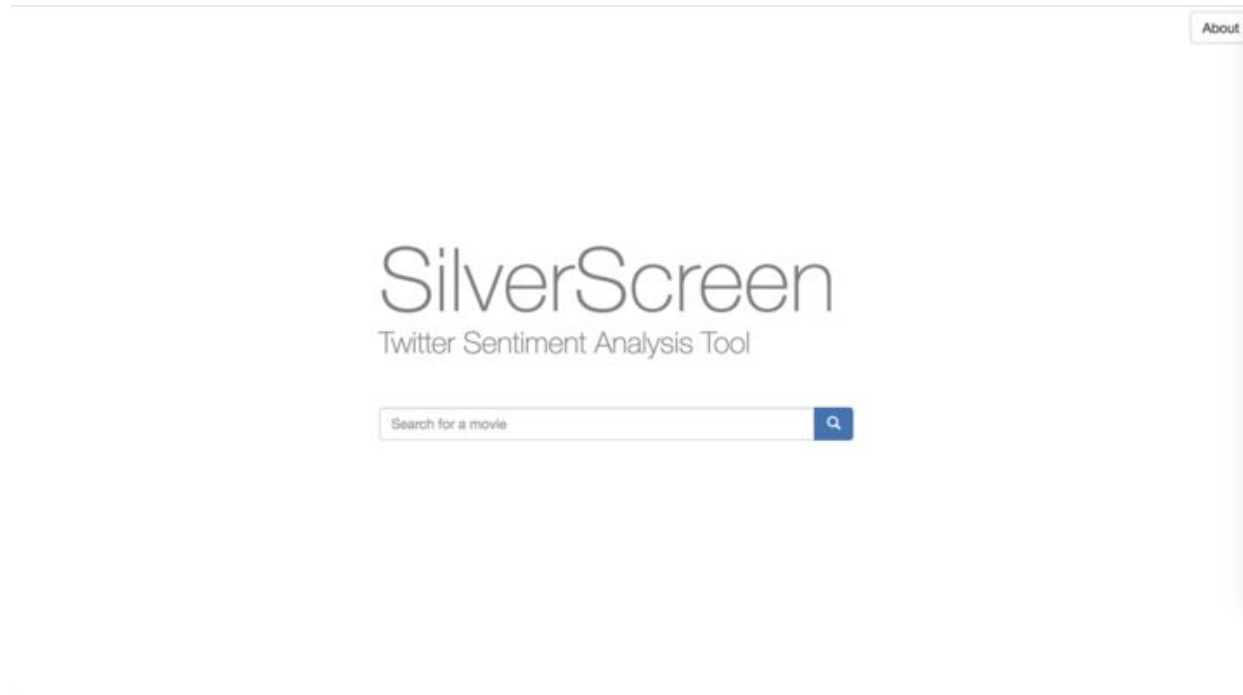 About
SilverScreen
Twitter Sentiment Analysis Tool
Search for a movie